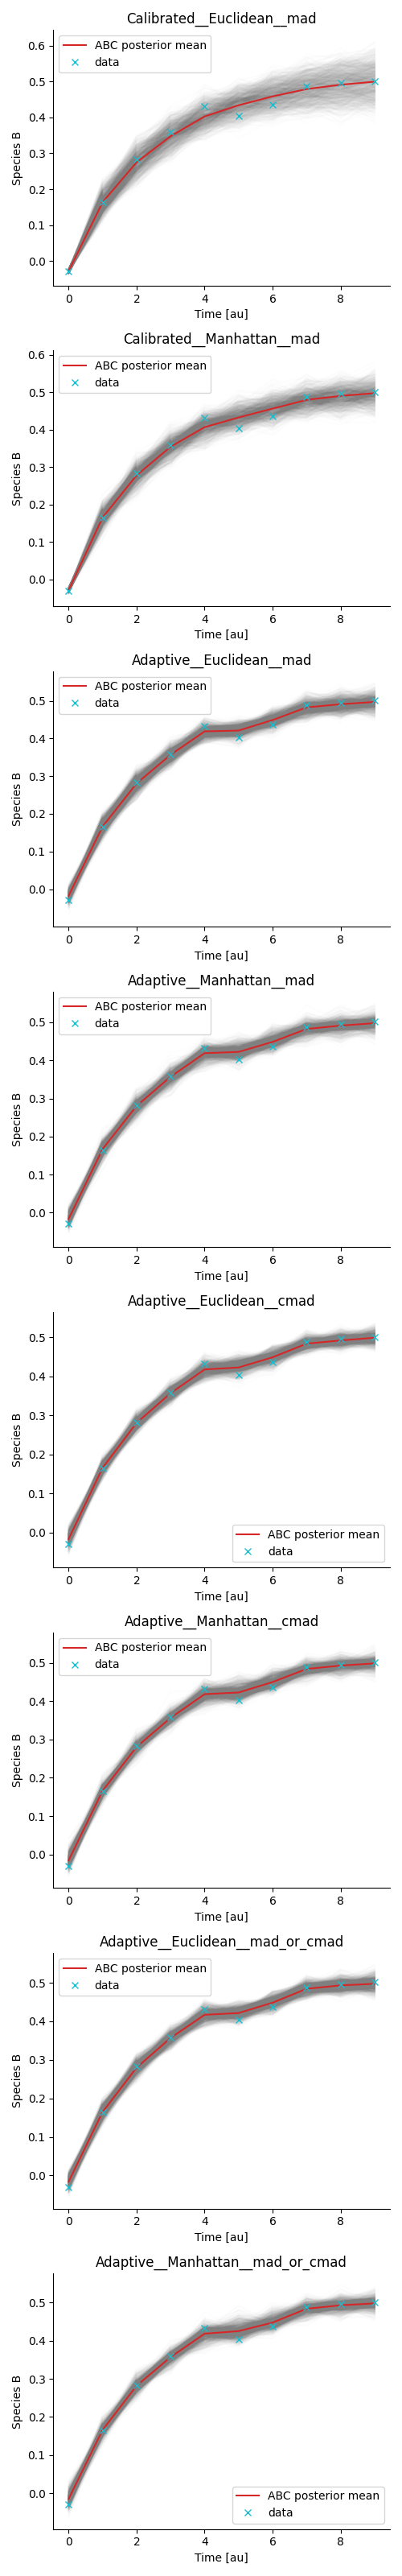 Calibrated__Euclidean__mad
ABC posterior mean
data
0.6
0.5
0.4
0.3
0.2
0.1
0.0
Species B
0 2 4 6 8
Time [au]
Calibrated__Manhattan__mad
ABC posterior mean
data
0.6
0.5
0.4
0.3
0.2
0.1
0.0
Species B
0 2 4 6 8
Time [au]
Adaptive__Euclidean__mad
ABC posterior mean
data
0.5
0.4
0.3
0.2
0.1
0.0
Species B
0 2 4 6 8
Time [au]
Adaptive__Manhattan__mad
ABC posterior mean
data
0.5
0.4
0.3
0.2
0.1
0.0
Species B
0 2 4 6 8
Time [au]
Adaptive__Euclidean__cmad
0.5
0.4
0.3
0.2
0.1
0.0
Species B
ABC posterior mean
data
0 2 4 6 8
Time [au]
Adaptive__Manhattan__cmad
ABC posterior mean
data
0.5
0.4
0.3
0.2
0.1
0.0
Species B
0 2 4 6 8
Time [au]
Adaptive__Euclidean__mad_or_cmad
ABC posterior mean
data
0.5
0.4
0.3
0.2
0.1
0.0
Species B
0 2 4 6 8
Time [au]
Adaptive__Manhattan__mad_or_cmad
0.5
0.4
0.3
0.2
0.1
0.0
Species B
ABC posterior mean
data
0 2 4 6 8
Time [au]